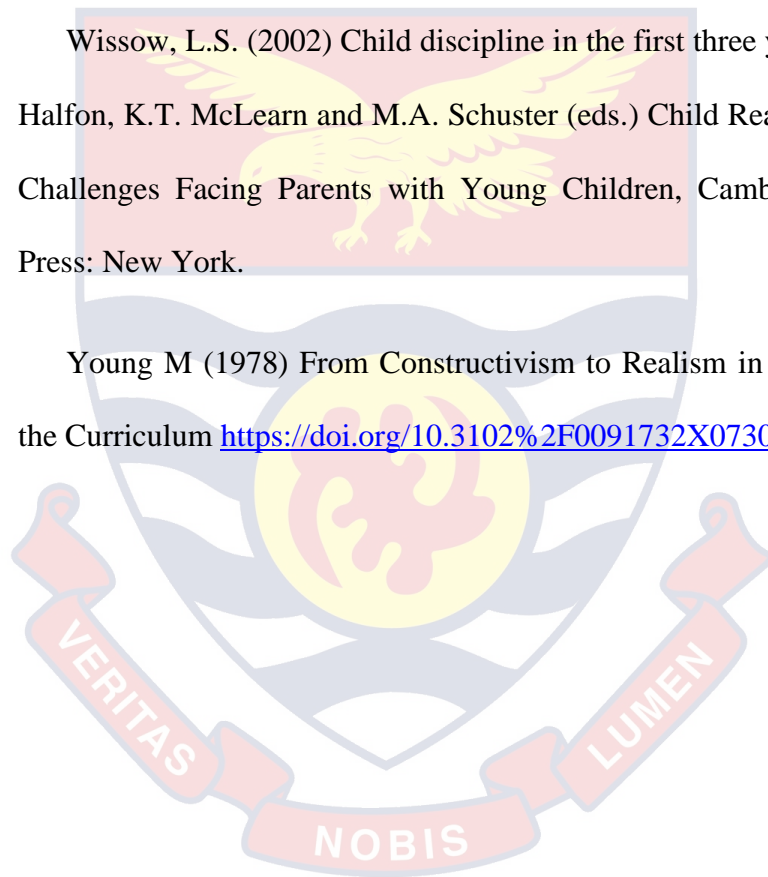 Wissow, L.S. (2002) Child discipline in the first three
Halfon, K.T. McLearn and M.A. Schuster (eds.) Child
Challenges Facing Parents with Young Children,
Press: New York.
Young M (1978) From Constructivism to Realism in
the Curriculum https://doi.org/10.3102%2F0091732X0730
VERITAS
NOBIS
LUMEN